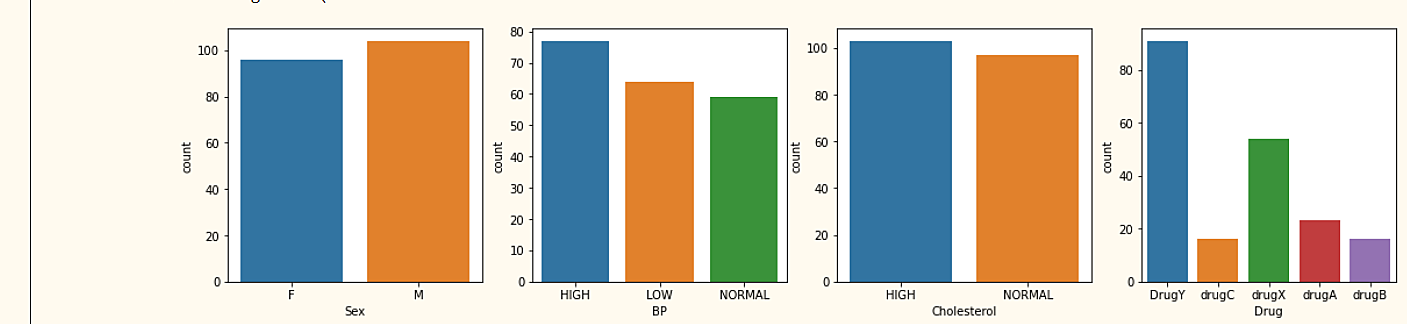 100
80
60
40
20
0
count
F M
Sex
80
70
60
50
40
30
20
10
0
count
HIGH LOW NORMAL
BP
100
80
60
40
20
0
count
HIGH NORMAL
Cholesterol
80
60
40
20
0
count
DrugY drugC drugX drugA drugB
Drug